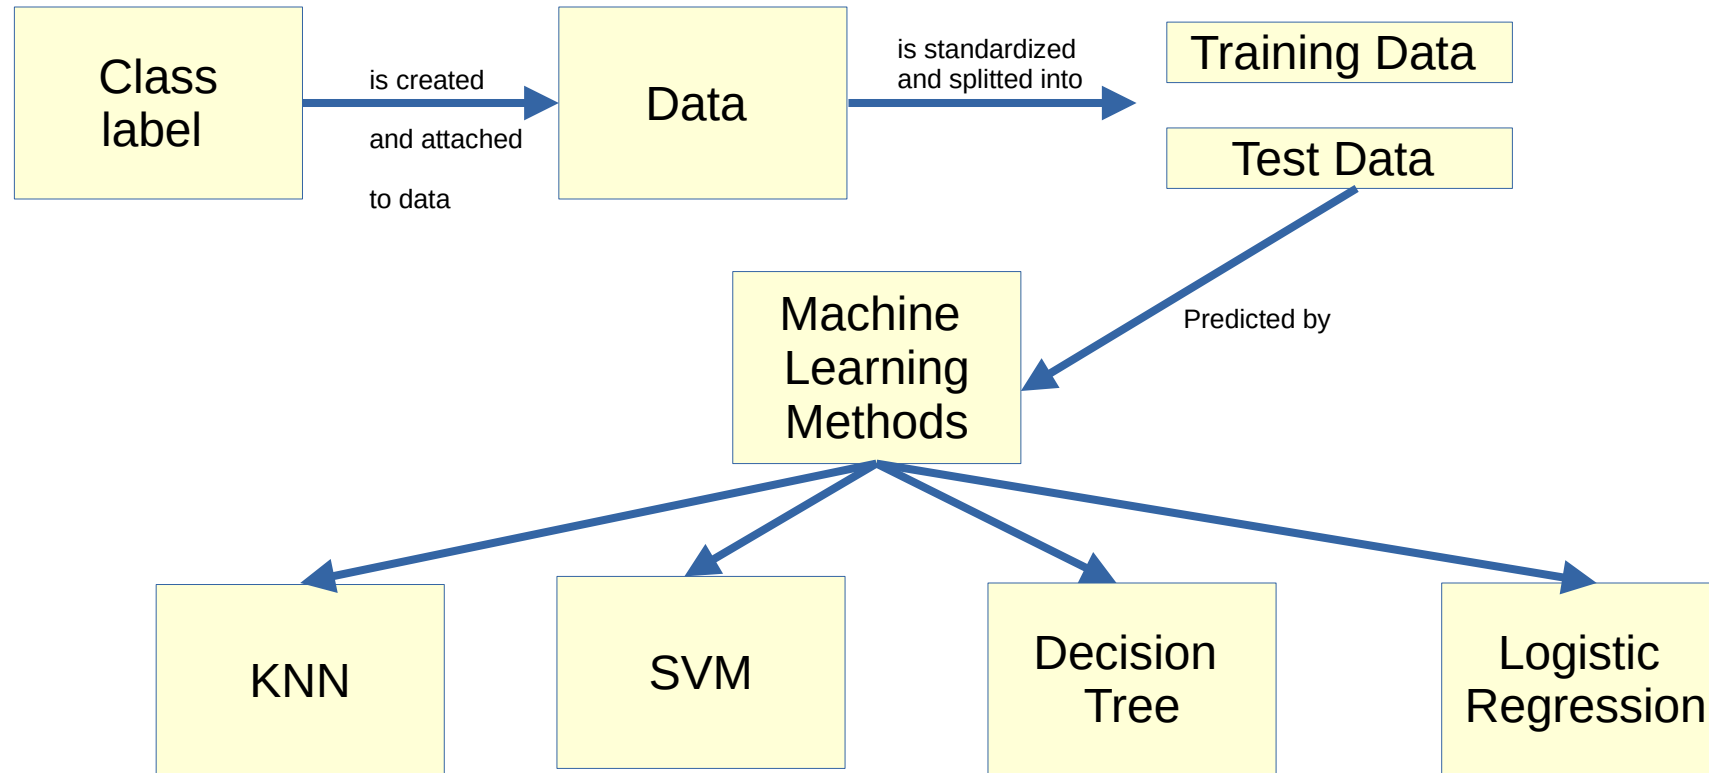 Class
label
is created
and attached
to data
Data
is standardized
and splitted into
Training Data
Test Data
Predicted by
Machine
Learning
Methods
KNN
SVM
Decision
Tree
Logistic
Regression